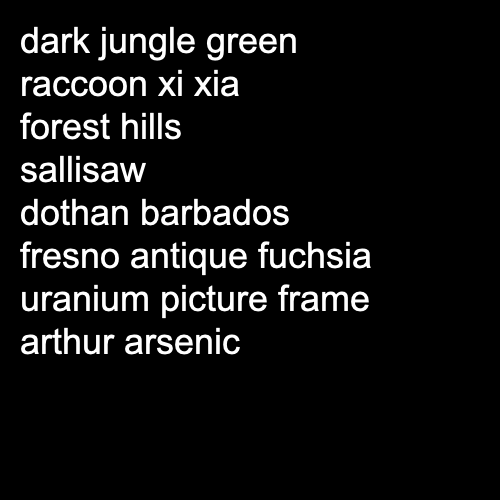 dark jungle green
raccoon xi xia
forest hills
sallisaw
dothan barbados
fresno antique fuchsia
uranium picture frame
arthur arsenic